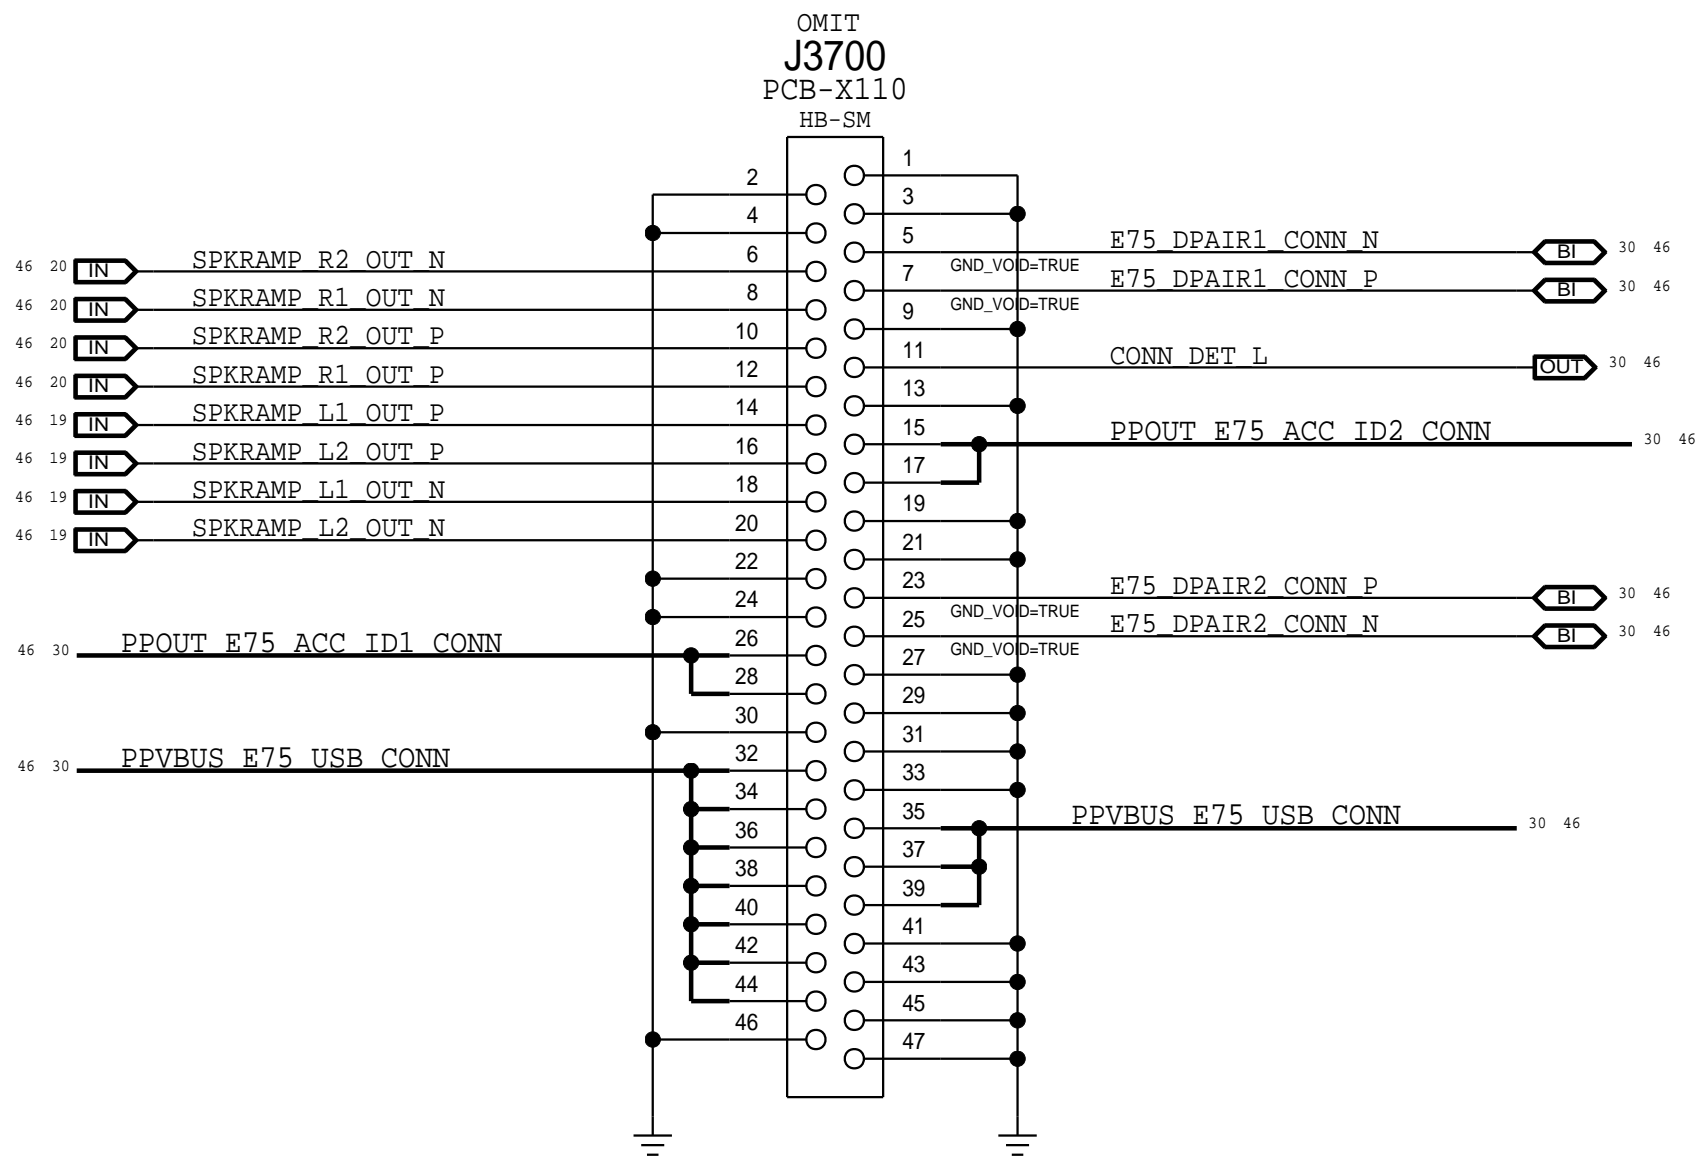 OMIT
J3700
PCB-X110
HB-SM
1
2
3
4
5 E75_DPAIR1_CONN_N BI 30 46
GND_VOID=TRUE
46 20 IN SPKRAMP_R2_OUT_N 6
7 E75_DPAIR1_CONN_P BI 30 46
GND_VOID=TRUE
46 20 IN SPKRAMP_R1_OUT_N 8
9
46 20 IN SPKRAMP_R2_OUT_P 10
11 CONN_DET_L OUT 30 46
46 20 IN SPKRAMP_R1_OUT_P 12
13
46 19 IN SPKRAMP_L1_OUT_P 14
15 PPOUT_E75_ACC_ID2_CONN 30 46
46 19 IN SPKRAMP_L2_OUT_P 16
17
46 19 IN SPKRAMP_L1_OUT_N 18
19
46 19 IN SPKRAMP_L2_OUT_N 20
21
22
23 E75_DPAIR2_CONN_P BI 30 46
GND_VOID=TRUE
24
25 E75_DPAIR2_CONN_N BI 30 46
GND_VOID=TRUE
46 30 PPOUT_E75_ACC_ID1_CONN 26
27
28
29
30
31
46 30 PPVBUS_E75_USB_CONN 32
33
34
35 PPVBUS_E75_USB_CONN 30 46
36
37
38
39
40
41
42
43
44
45
46
47